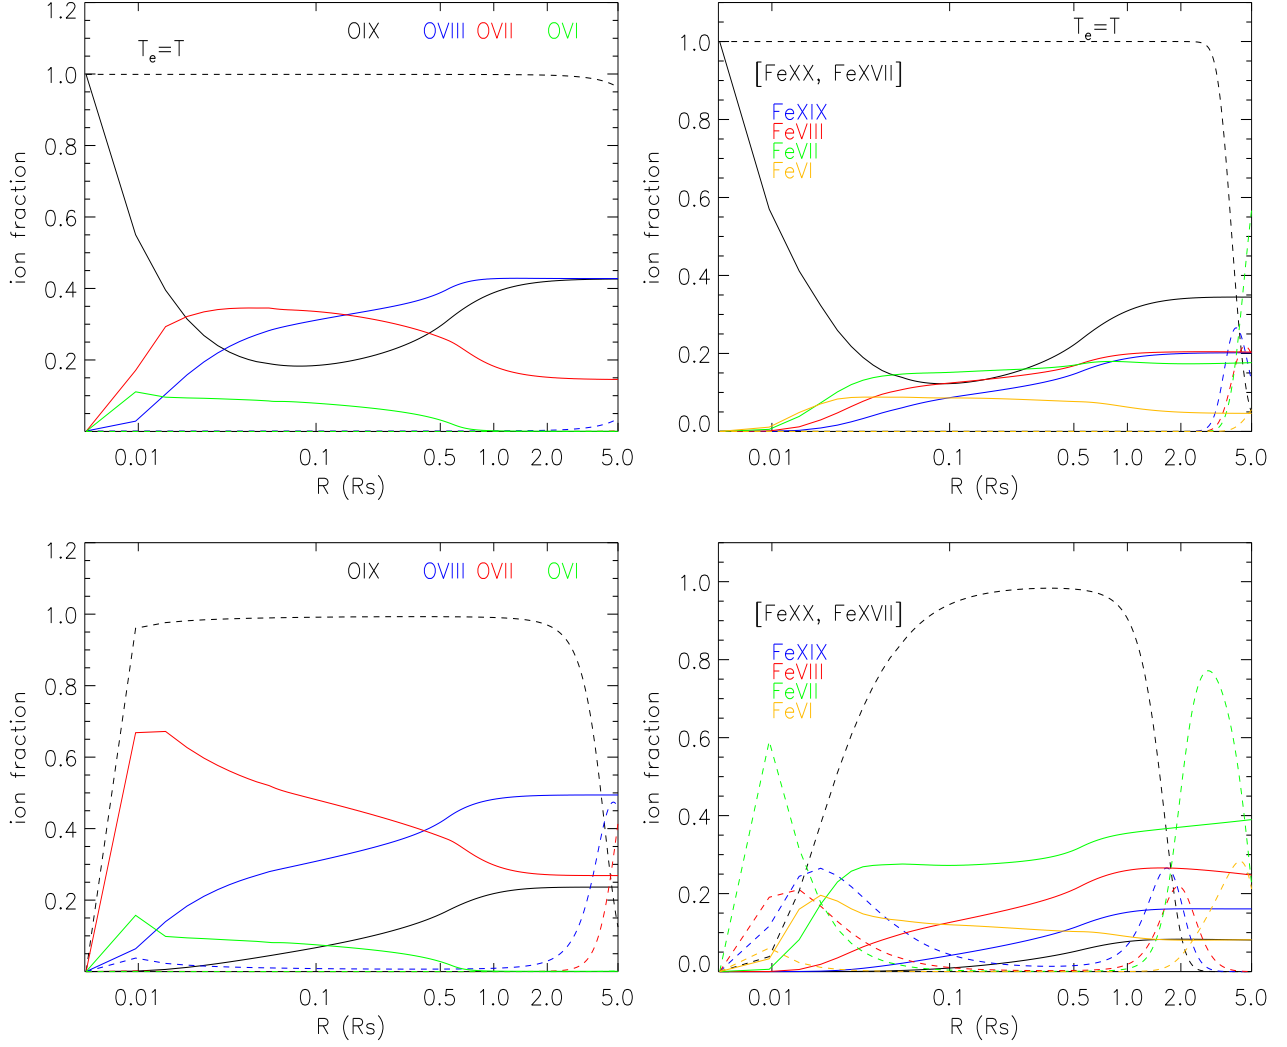 1.2
1.0
0.8
0.6
0.4
0.2
ion fraction
T_e=T
OIX OVIII OVII OVI
0.01 0.1 0.5 1.0 2.0 5.0
R (Rs)
1.0
0.8
0.6
0.4
0.2
0.0
ion fraction
T_e=T
[FeXX, FeXVII]
FeXIX
FeVIII
FeVII
FeVI
0.01 0.1 0.5 1.0 2.0 5.0
R (Rs)
1.2
1.0
0.8
0.6
0.4
0.2
ion fraction
OIX OVIII OVII OVI
0.01 0.1 0.5 1.0 2.0 5.0
R (Rs)
1.0
0.8
0.6
0.4
0.2
0.0
ion fraction
[FeXX, FeXVII]
FeXIX
FeVIII
FeVII
FeVI
0.01 0.1 0.5 1.0 2.0 5.0
R (Rs)